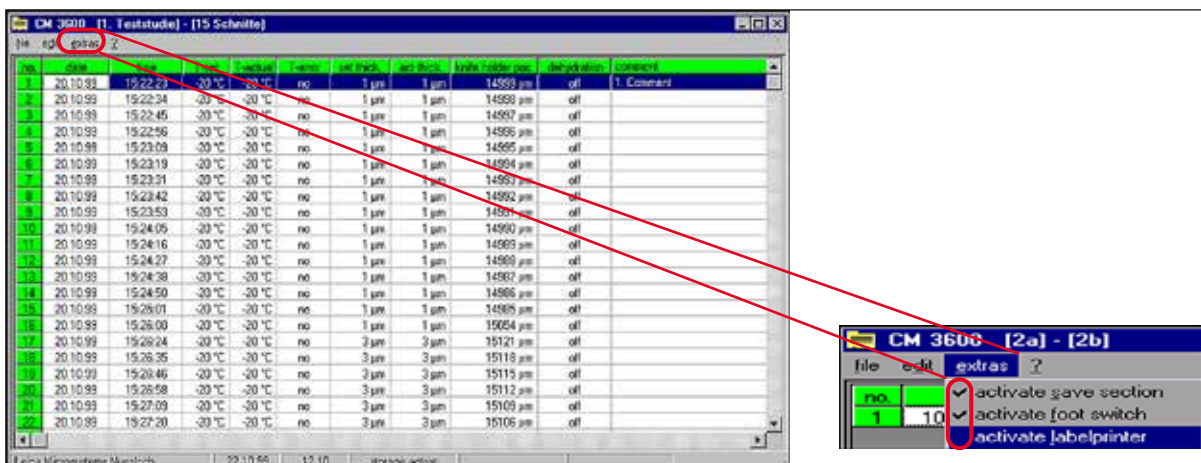 CM 3600 [1. Teststudie] - [15 Schnitte]
file edit extras ?
no. date time T-sel. T-actual T-error set thick. act thick. knife holder pos. dehydration comment
1 20.10.99 15:22:23 -20 °C -20 °C no 1 µm 1 µm 14999 µm off 1. Comment
2 20.10.99 15:22:34 -20 °C -20 °C no 1 µm 1 µm 14998 µm off
3 20.10.99 15:22:45 -20 °C -20 °C no 1 µm 1 µm 14997 µm off
4 20.10.99 15:22:56 -20 °C -20 °C no 1 µm 1 µm 14996 µm off
5 20.10.99 15:23:09 -20 °C -20 °C no 1 µm 1 µm 14995 µm off
6 20.10.99 15:23:19 -20 °C -20 °C no 1 µm 1 µm 14994 µm off
7 20.10.99 15:23:31 -20 °C -20 °C no 1 µm 1 µm 14993 µm off
8 20.10.99 15:23:42 -20 °C -20 °C no 1 µm 1 µm 14992 µm off
9 20.10.99 15:23:53 -20 °C -20 °C no 1 µm 1 µm 14991 µm off
10 20.10.99 15:24:05 -20 °C -20 °C no 1 µm 1 µm 14990 µm off
11 20.10.99 15:24:16 -20 °C -20 °C no 1 µm 1 µm 14989 µm off
12 20.10.99 15:24:27 -20 °C -20 °C no 1 µm 1 µm 14988 µm off
13 20.10.99 15:24:38 -20 °C -20 °C no 1 µm 1 µm 14987 µm off
14 20.10.99 15:24:50 -20 °C -20 °C no 1 µm 1 µm 14986 µm off
15 20.10.99 15:25:01 -20 °C -20 °C no 1 µm 1 µm 14985 µm off
16 20.10.99 15:26:00 -20 °C -20 °C no 1 µm 1 µm 15054 µm off
17 20.10.99 15:26:24 -20 °C -20 °C no 3 µm 3 µm 15121 µm off
18 20.10.99 15:26:35 -20 °C -20 °C no 3 µm 3 µm 15118 µm off
19 20.10.99 15:26:46 -20 °C -20 °C no 3 µm 3 µm 15115 µm off
20 20.10.99 15:26:58 -20 °C -20 °C no 3 µm 3 µm 15112 µm off
21 20.10.99 15:27:09 -20 °C -20 °C no 3 µm 3 µm 15109 µm off
22 20.10.99 15:27:20 -20 °C -20 °C no 3 µm 3 µm 15106 µm off
Leica Microsystems Nussloch 22.10.99 12:10 storage active
CM 3600 [2a] - [2b]
file edit extras ?
no. activate save section
1 10 activate foot switch
activate labelprinter